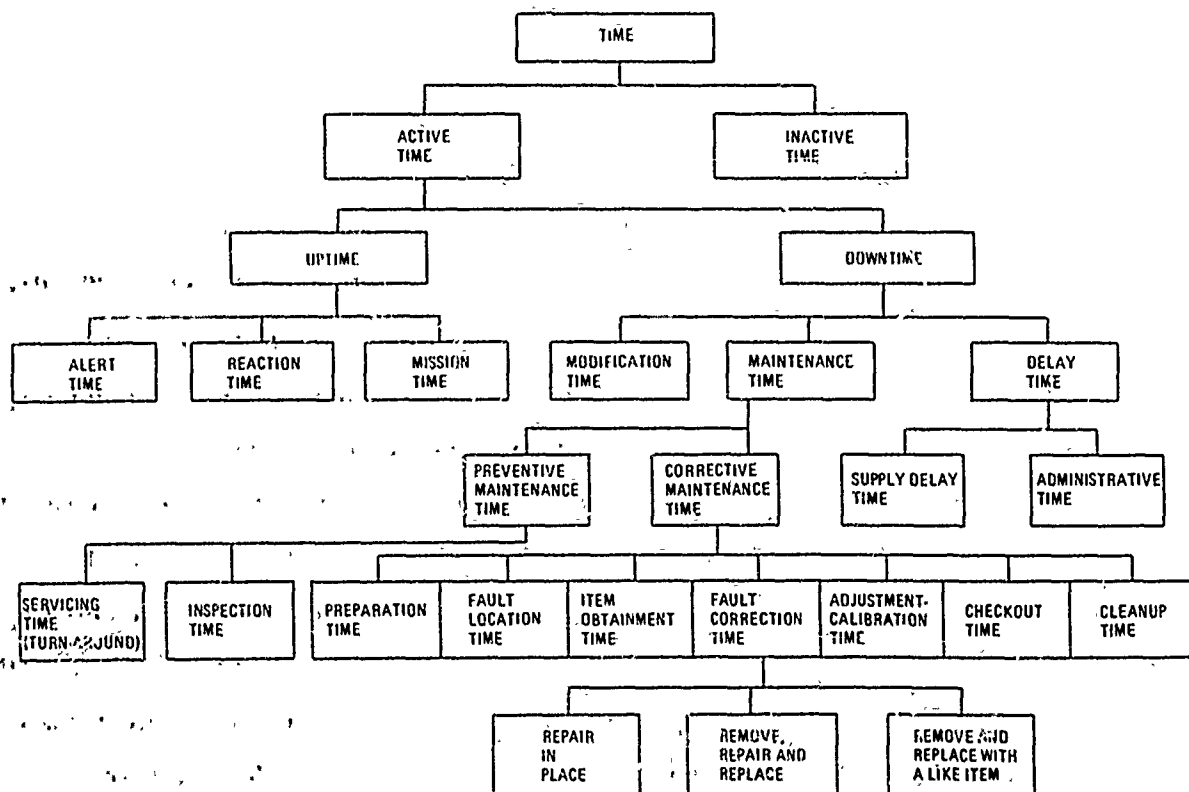 TIME
ACTIVE
TIME
INACTIVE
TIME
UPTIME
DOWNTIME
ALERT
TIME
REACTION
TIME
MISSION
TIME
MODIFICATION
TIME
MAINTENANCE
TIME
DELAY
TIME
PREVENTIVE
MAINTENANCE
TIME
CORRECTIVE
MAINTENANCE
TIME
SUPPLY DELAY
TIME
ADMINISTRATIVE
TIME
SERVICING
TIME
(TURN-AROUND)
INSPECTION
TIME
PREPARATION
TIME
FAULT
LOCATION
TIME
ITEM
OBTAINMENT
TIME
FAULT
CORRECTION
TIME
ADJUSTMENT-
CALIBRATION
TIME
CHECKOUT
TIME
CLEANUP
TIME
REPAIR
IN
PLACE
REMOVE,
REPAIR AND
REPLACE
REMOVE AND
REPLACE WITH
A LIKE ITEM